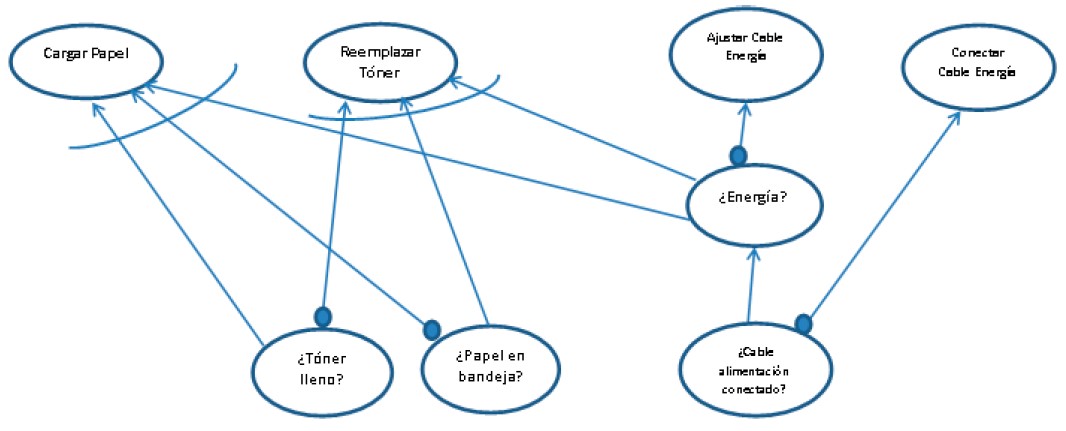 Cargar Papel
Reemplazar
Tóner
Ajustar Cable
Energía
Conectar
Cable Energía
¿Energía?
¿Tóner
lleno?
¿Papel en
bandeja?
¿Cable
alimentación
conectado?